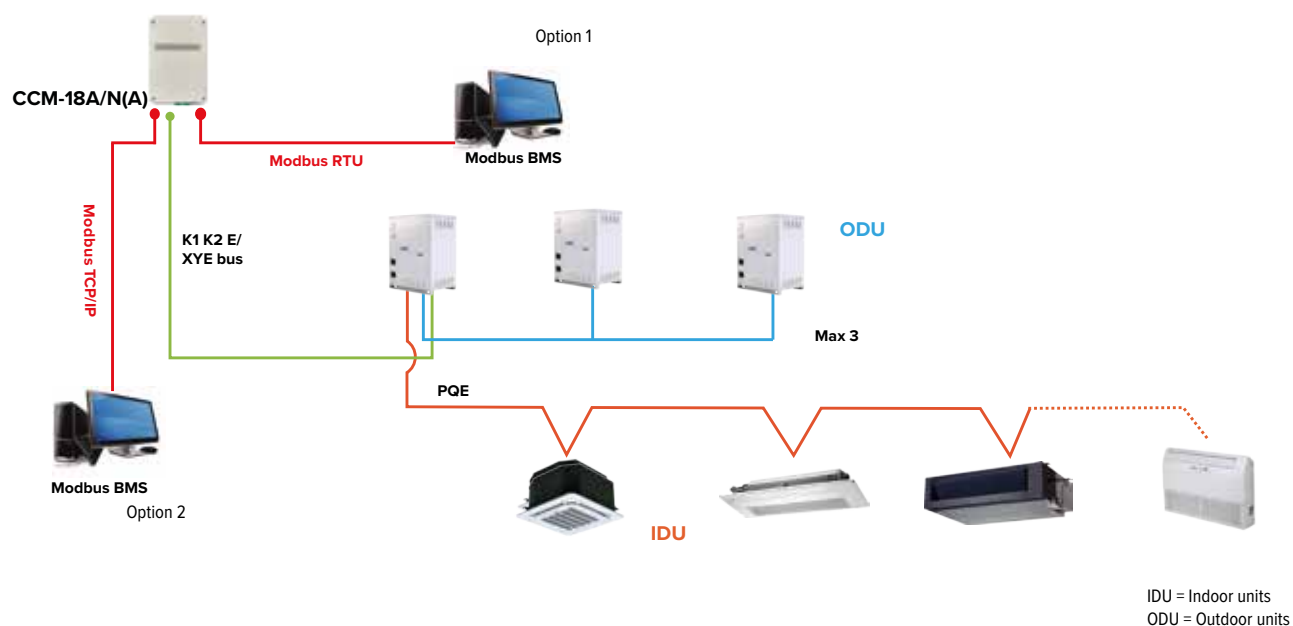 Option 1
CCM-18A/N(A)
Modbus RTU
Modbus BMS
Modbus TCP/IP
K1 K2 E/
XYE bus
ODU
Max 3
PQE
Modbus BMS
Option 2
IDU
IDU = Indoor units
ODU = Outdoor units